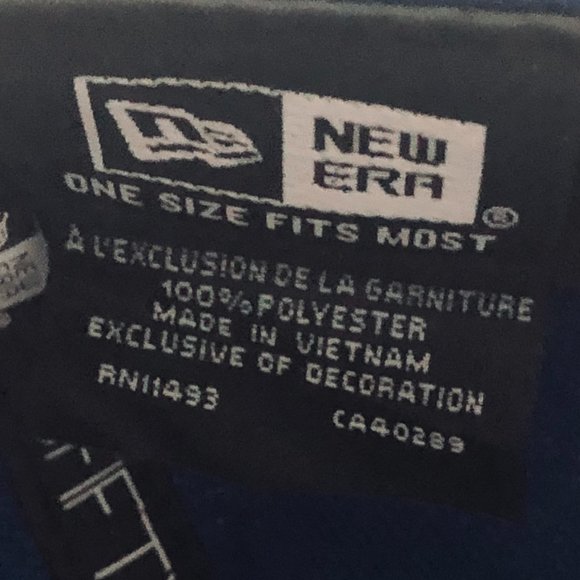 NEW
ERA®
ONE SIZE FITS MOST
À L'EXCLUSION DE LA GARNITURE
100% POLYESTER
MADE IN VIETNAM
EXCLUSIVE OF DECORATION
RN11493 CA40289
FT